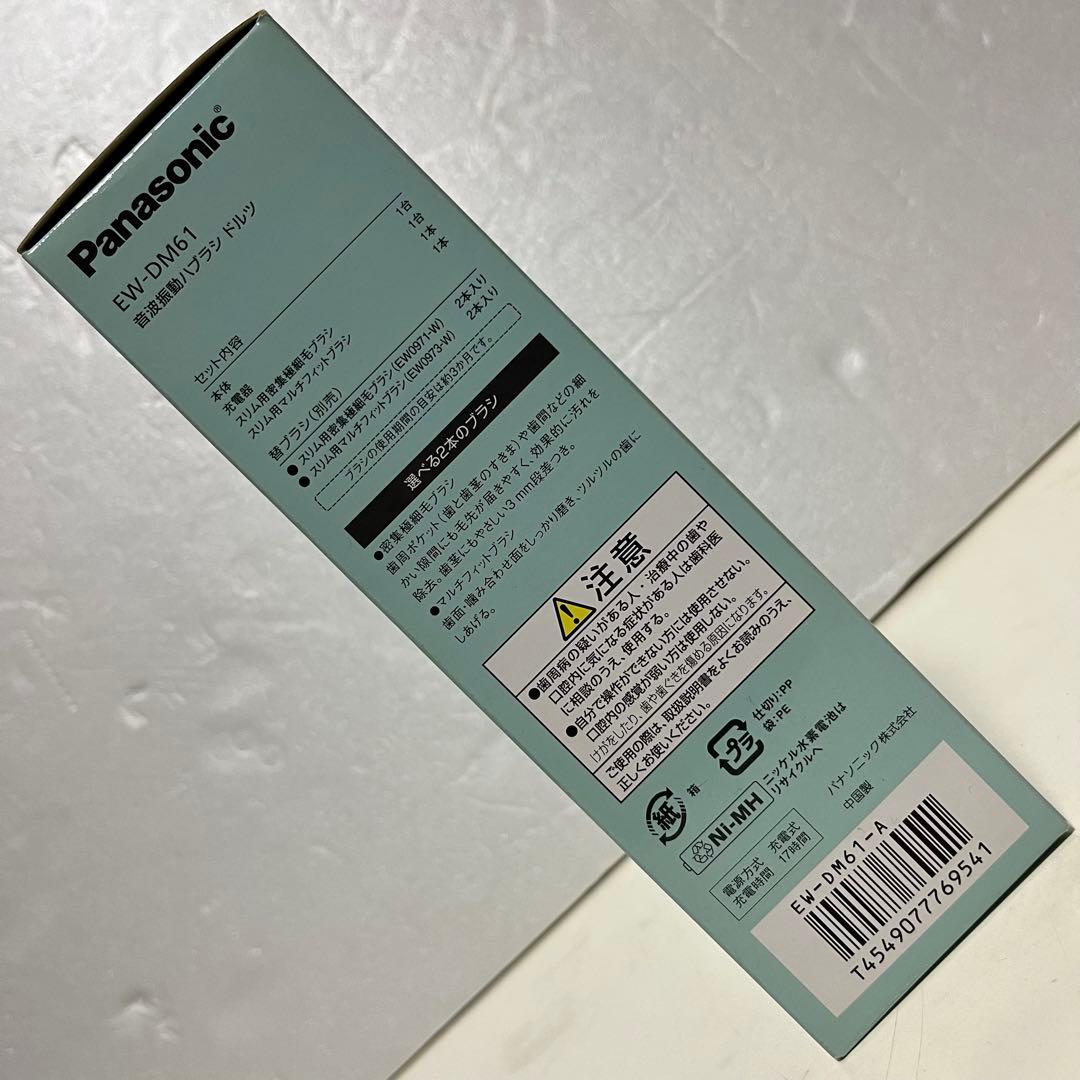 Panasonic®
EW-DM61
音波振動ハブラシ ドルツ
セット内容
本体 1台
充電器 1台
スリム用密集極細毛ブラシ 1本
スリム用マルチフィットブラシ 1本
替ブラシ(別売)
●スリム用密集極細毛ブラシ(EW0971-W) 2本入り
●スリム用マルチフィットブラシ(EW0973-W) 2本入り
ブラシの使用期間の目安は約3か月です。
選べる2本のブラシ
●密集極細毛ブラシ
歯周ポケット(歯と歯茎のすきま)や歯間などの細
かい隙間にも毛先が届きやすく、効果的に汚れを
除去。歯茎にもやさしい3 mm段差つき。
●マルチフィットブラシ
歯面・噛み合わせ面をしっかり磨き、ツルツルの歯に
しあげる。
注意
●歯周病の疑いがある人・治療中の歯や
口腔内に気になる症状がある人は歯科医
に相談のうえ、使用する。
●自分で操作ができない方には使用させない。
口腔内の感覚が弱い方は使用しない。
けがをしたり、歯や歯ぐきを傷める原因になります。
ご使用の際は、取扱説明書をよくお読みのうえ、
正しくお使いください。
紙 箱
プラ 仕切り:PP
袋:PE
Ni-MH ニッケル水素電池は
リサイクルへ
電源方式 充電式
充電時間 17時間
パナソニック株式会社
中国製
EW-DM61-A
T4549077769541